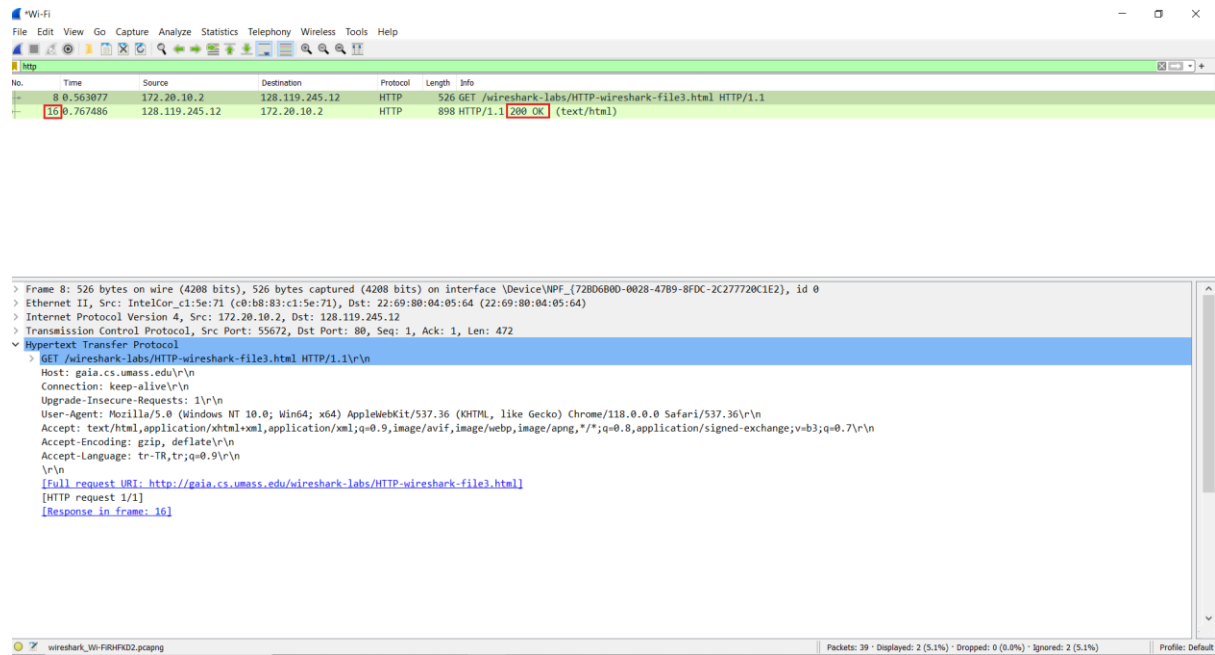 *Wi-Fi
File Edit View Go Capture Analyze Statistics Telephony Wireless Tools Help
http
No. Time Source Destination Protocol Length Info
8 0.563077 172.20.10.2 128.119.245.12 HTTP 526 GET /wireshark-labs/HTTP-wireshark-file3.html HTTP/1.1
16 0.767486 128.119.245.12 172.20.10.2 HTTP 898 HTTP/1.1 200 OK (text/html)
> Frame 8: 526 bytes on wire (4208 bits), 526 bytes captured (4208 bits) on interface \Device\NPF_{72BD6B0D-0028-47B9-8FDC-2C277720C1E2}, id 0
> Ethernet II, Src: IntelCor_c1:5e:71 (c0:b8:83:c1:5e:71), Dst: 22:69:80:04:05:64 (22:69:80:04:05:64)
> Internet Protocol Version 4, Src: 172.20.10.2, Dst: 128.119.245.12
> Transmission Control Protocol, Src Port: 55672, Dst Port: 80, Seq: 1, Ack: 1, Len: 472
Hypertext Transfer Protocol
> GET /wireshark-labs/HTTP-wireshark-file3.html HTTP/1.1\r\n
Host: gaia.cs.umass.edu\r\n
Connection: keep-alive\r\n
Upgrade-Insecure-Requests: 1\r\n
User-Agent: Mozilla/5.0 (Windows NT 10.0; Win64; x64) AppleWebKit/537.36 (KHTML, like Gecko) Chrome/118.0.0.0 Safari/537.36\r\n
Accept: text/html,application/xhtml+xml,application/xml;q=0.9,image/avif,image/webp,image/apng,*/*;q=0.8,application/signed-exchange;v=b3;q=0.7\r\n
Accept-Encoding: gzip, deflate\r\n
Accept-Language: tr-TR,tr;q=0.9\r\n
\r\n
[Full request URI: http://gaia.cs.umass.edu/wireshark-labs/HTTP-wireshark-file3.html]
[HTTP request 1/1]
[Response in frame: 16]
wireshark_Wi-FiRHFKD2.pcapng Packets: 39 · Displayed: 2 (5.1%) · Dropped: 0 (0.0%) · Ignored: 2 (5.1%) Profile: Default